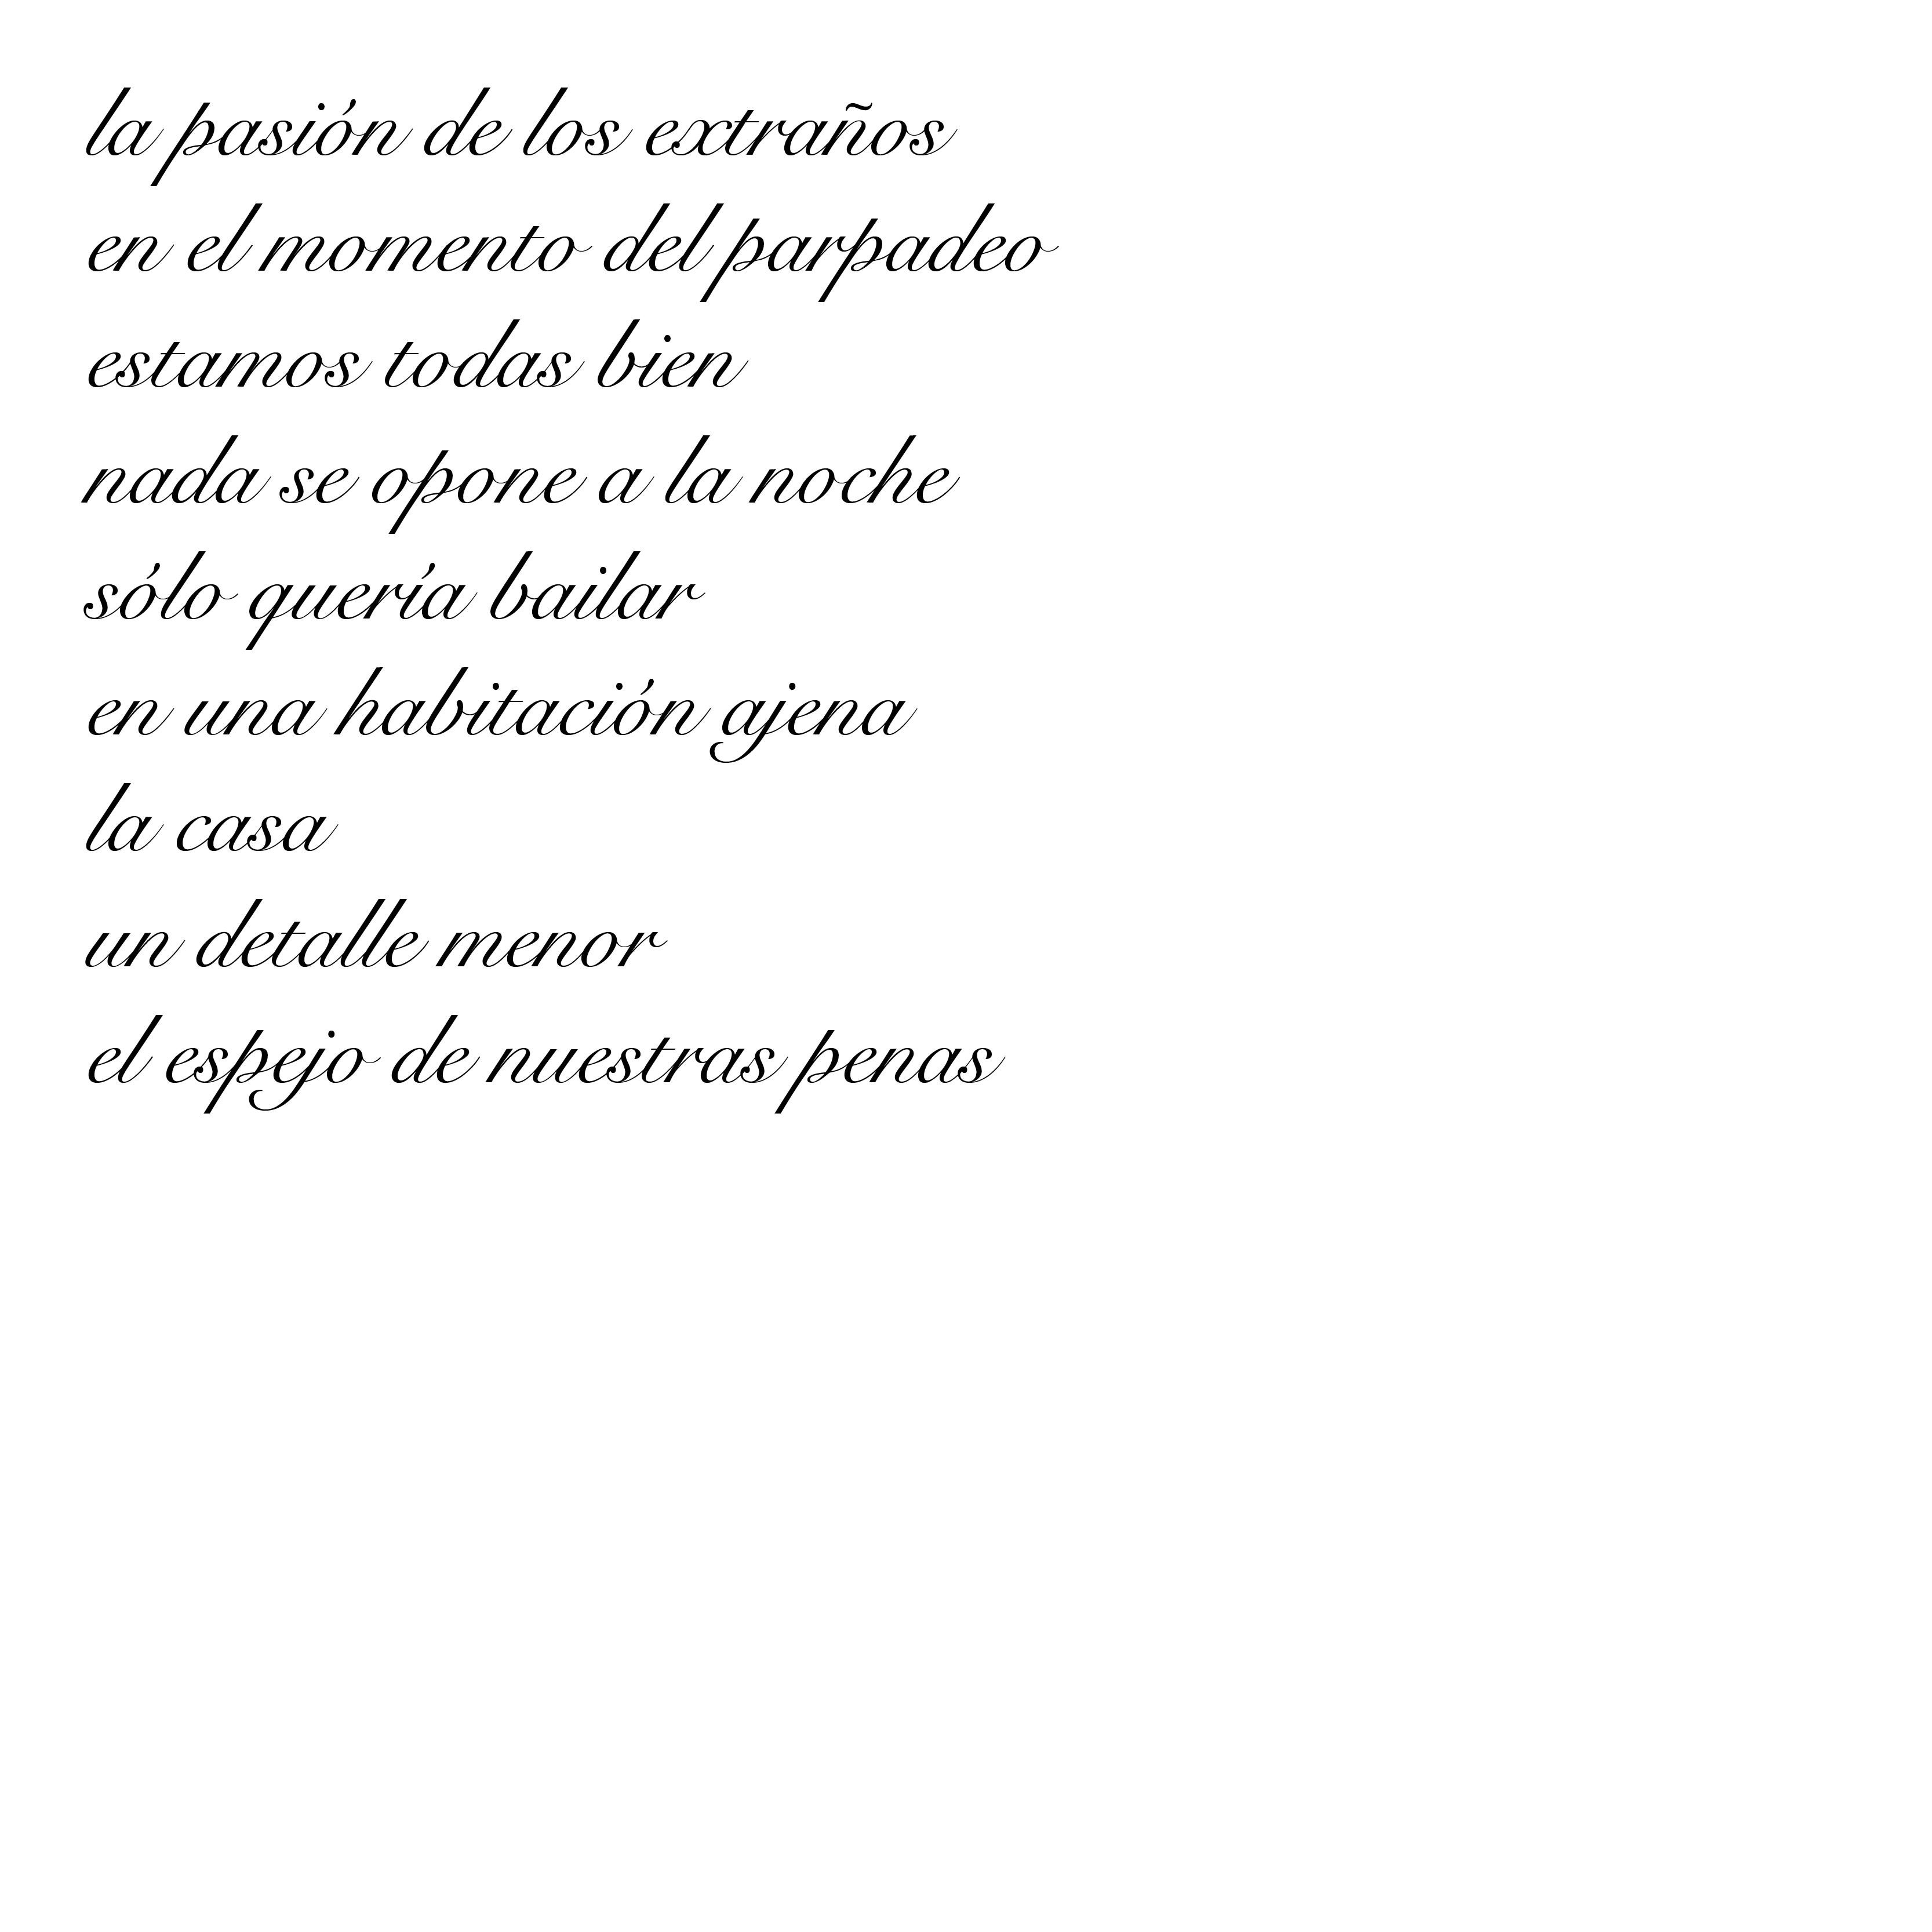 la pasión de los extraños
en el momento del parpadeo
estamos todas bien
nada se opone a la noche
sólo quería bailar
en una habitación ajena
la casa
un detalle menor
el espejo de nuestras penas